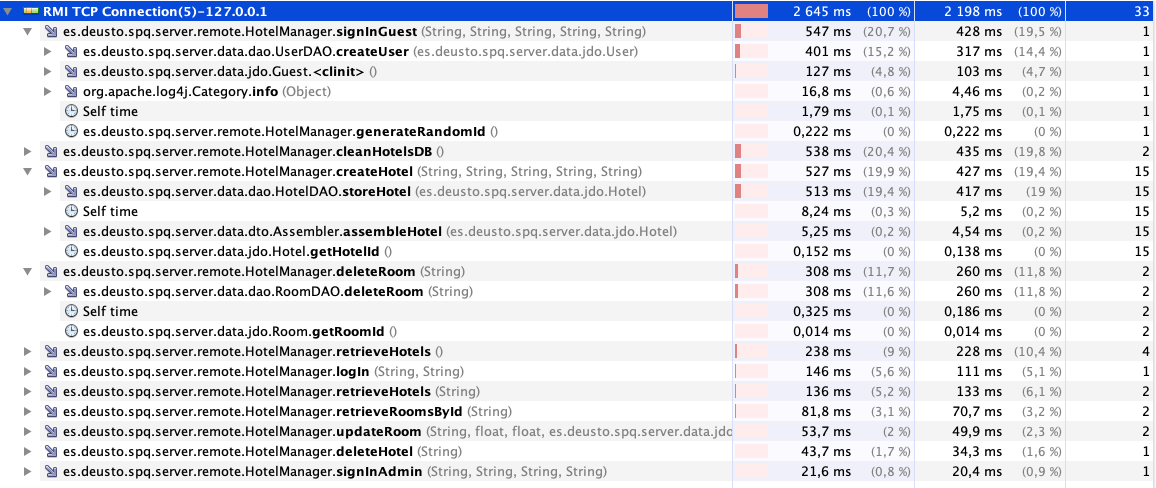 RMI TCP Connection(5)-127.0.0.1 2 645 ms (100 %) 2 198 ms (100 %) 33
es.deusto.spq.server.remote.HotelManager.signInGuest (String, String, String, String, String) 547 ms (20,7 %) 428 ms (19,5 %) 1
es.deusto.spq.server.data.dao.UserDAO.createUser (es.deusto.spq.server.data.jdo.User) 401 ms (15,2 %) 317 ms (14,4 %) 1
es.deusto.spq.server.data.jdo.Guest.<clinit> () 127 ms (4,8 %) 103 ms (4,7 %) 1
org.apache.log4j.Category.info (Object) 16,8 ms (0,6 %) 4,46 ms (0,2 %) 1
Self time 1,79 ms (0,1 %) 1,75 ms (0,1 %) 1
es.deusto.spq.server.remote.HotelManager.generateRandomId () 0,222 ms (0 %) 0,222 ms (0 %) 1
es.deusto.spq.server.remote.HotelManager.cleanHotelsDB () 538 ms (20,4 %) 435 ms (19,8 %) 2
es.deusto.spq.server.remote.HotelManager.createHotel (String, String, String, String, String) 527 ms (19,9 %) 427 ms (19,4 %) 15
es.deusto.spq.server.data.dao.HotelDAO.storeHotel (es.deusto.spq.server.data.jdo.Hotel) 513 ms (19,4 %) 417 ms (19 %) 15
Self time 8,24 ms (0,3 %) 5,2 ms (0,2 %) 15
es.deusto.spq.server.data.dto.Assembler.assembleHotel (es.deusto.spq.server.data.jdo.Hotel) 5,25 ms (0,2 %) 4,54 ms (0,2 %) 15
es.deusto.spq.server.data.jdo.Hotel.getHotelId () 0,152 ms (0 %) 0,138 ms (0 %) 15
es.deusto.spq.server.remote.HotelManager.deleteRoom (String) 308 ms (11,7 %) 260 ms (11,8 %) 2
es.deusto.spq.server.data.dao.RoomDAO.deleteRoom (String) 308 ms (11,6 %) 260 ms (11,8 %) 2
Self time 0,325 ms (0 %) 0,186 ms (0 %) 2
es.deusto.spq.server.data.jdo.Room.getRoomId () 0,014 ms (0 %) 0,014 ms (0 %) 2
es.deusto.spq.server.remote.HotelManager.retrieveHotels () 238 ms (9 %) 228 ms (10,4 %) 4
es.deusto.spq.server.remote.HotelManager.logIn (String, String) 146 ms (5,6 %) 111 ms (5,1 %) 1
es.deusto.spq.server.remote.HotelManager.retrieveHotels (String) 136 ms (5,2 %) 133 ms (6,1 %) 2
es.deusto.spq.server.remote.HotelManager.retrieveRoomsById (String) 81,8 ms (3,1 %) 70,7 ms (3,2 %) 2
es.deusto.spq.server.remote.HotelManager.updateRoom (String, float, float, es.deusto.spq.server.data.jdo 53,7 ms (2 %) 49,9 ms (2,3 %) 2
es.deusto.spq.server.remote.HotelManager.deleteHotel (String) 43,7 ms (1,7 %) 34,3 ms (1,6 %) 1
es.deusto.spq.server.remote.HotelManager.signInAdmin (String, String, String, String) 21,6 ms (0,8 %) 20,4 ms (0,9 %) 1